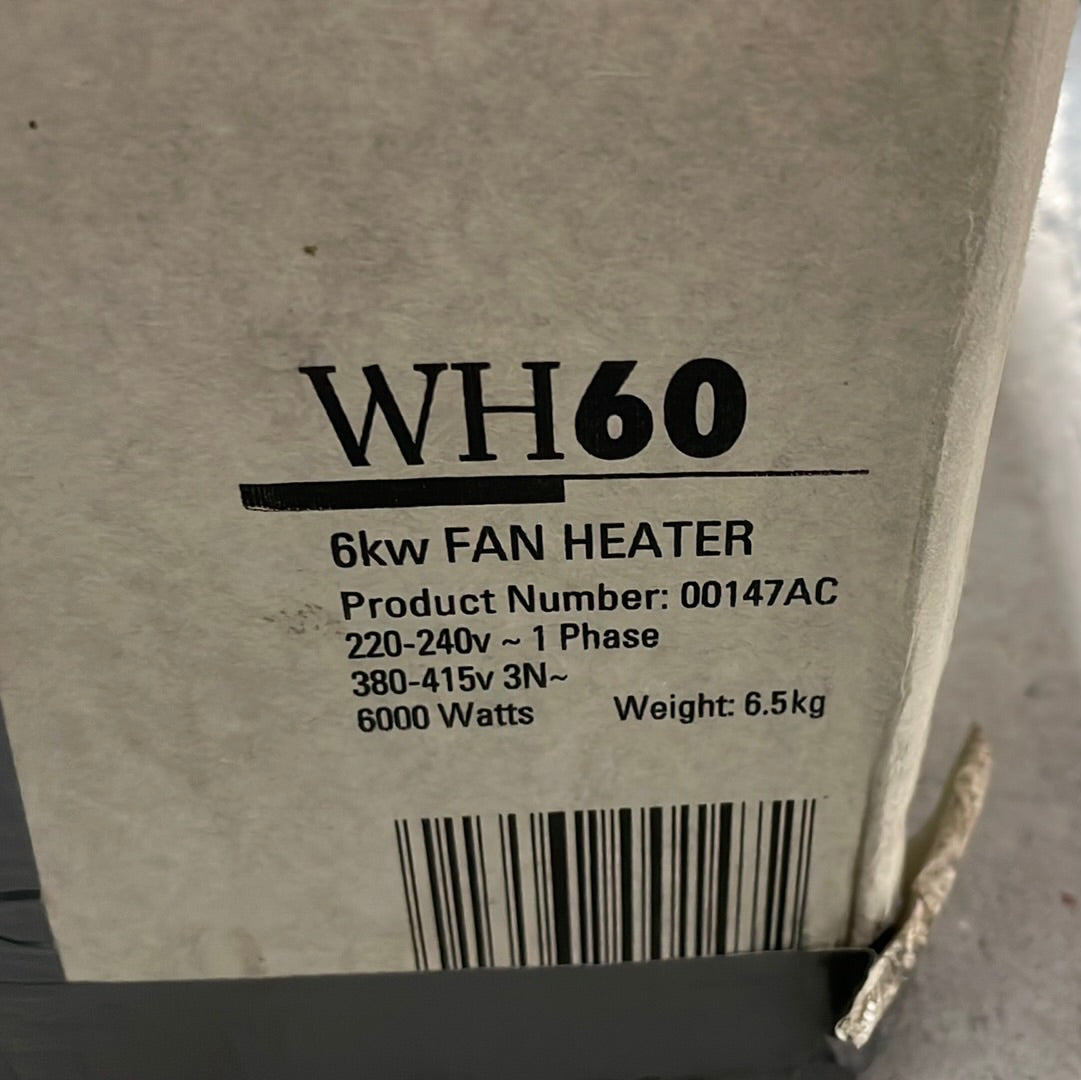 WH60
6kw FAN HEATER
Product Number: 00147AC
220-240v ~ 1 Phase
380-415v 3N~
6000 Watts Weight: 6.5kg